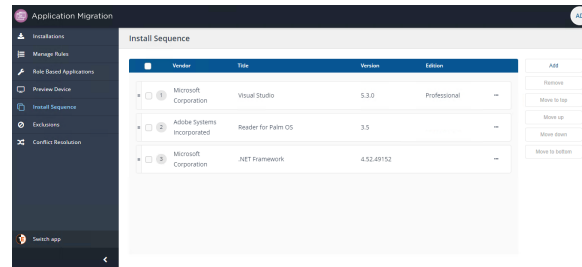 Application Migration
AD
Installations
Manage Rules
Role Based Applications
Preview Device
Install Sequence
Exclusions
Conflict Resolution
Switch app
Install Sequence
Vendor Title Version Edition
1 Microsoft Corporation Visual Studio 5.3.0 Professional
2 Adobe Systems Incorporated Reader for Palm OS 3.5
3 Microsoft Corporation .NET Framework 4.52.49152
Add
Remove
Move to top
Move up
Move down
Move to bottom